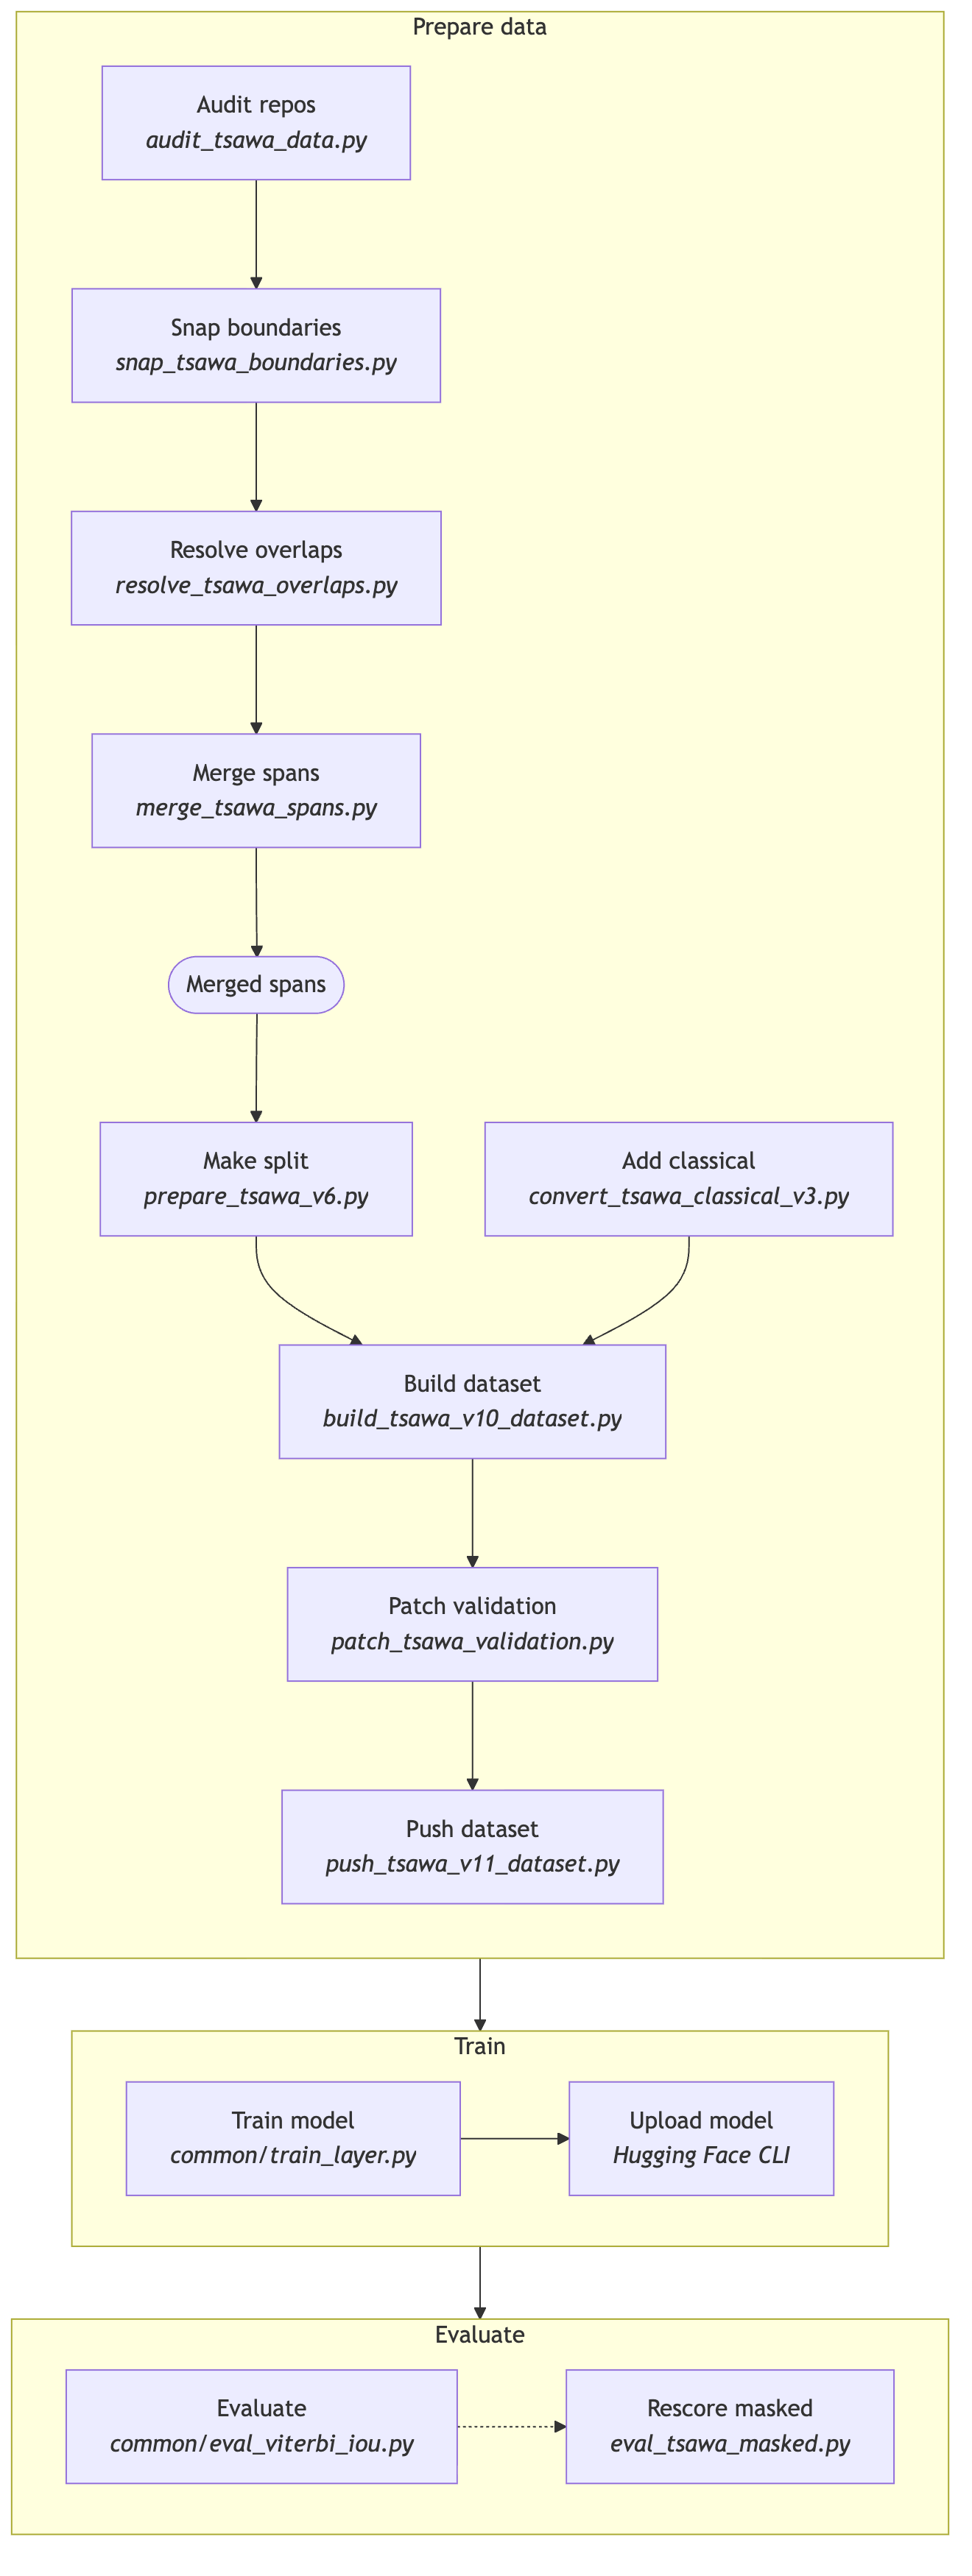 Prepare data
Audit repos
audit_tsawa_data.py
Snap boundaries
snap_tsawa_boundaries.py
Resolve overlaps
resolve_tsawa_overlaps.py
Merge spans
merge_tsawa_spans.py
Merged spans
Make split
prepare_tsawa_v6.py
Add classical
convert_tsawa_classical_v3.py
Build dataset
build_tsawa_v10_dataset.py
Patch validation
patch_tsawa_validation.py
Push dataset
push_tsawa_v11_dataset.py
Train
Train model
common/train_layer.py
Upload model
Hugging Face CLI
Evaluate
Evaluate
common/eval_viterbi_iou.py
Rescore masked
eval_tsawa_masked.py